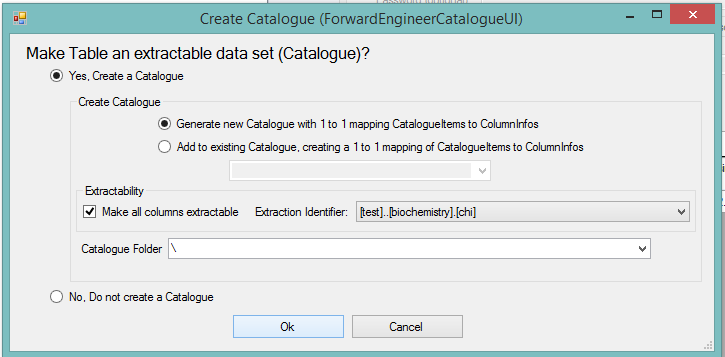 Create Catalogue (ForwardEngineerCatalogueUI)
Make Table an extractable data set (Catalogue)?
Yes, Create a Catalogue
Create Catalogue
Generate new Catalogue with 1 to 1 mapping CatalogueItems to ColumnInfos
Add to existing Catalogue, creating a 1 to 1 mapping of CatalogueItems to ColumnInfos
Extractability
Make all columns extractable Extraction Identifier: [test]..[biochemistry].[chi]
Catalogue Folder \
No, Do not create a Catalogue
Ok Cancel